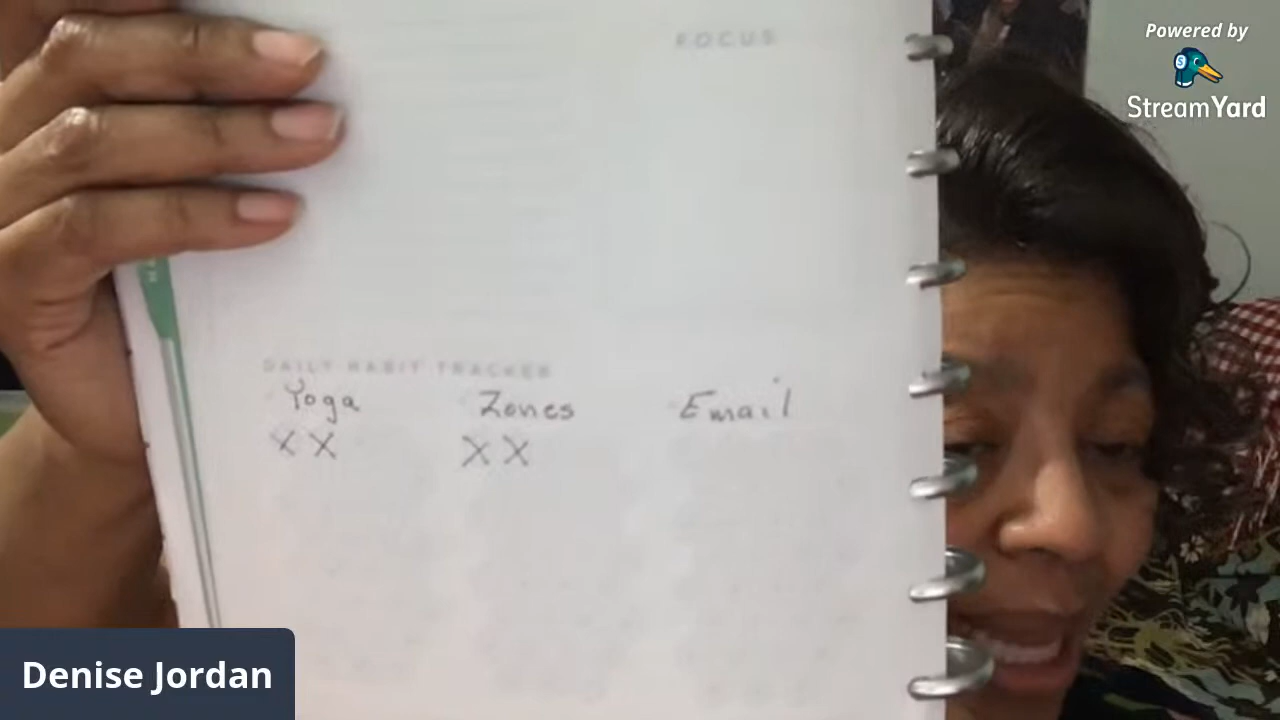 FOCUS
Powered by
StreamYard
DAILY HABIT TRACKER
Yoga Zones Email
XX XX
Denise Jordan